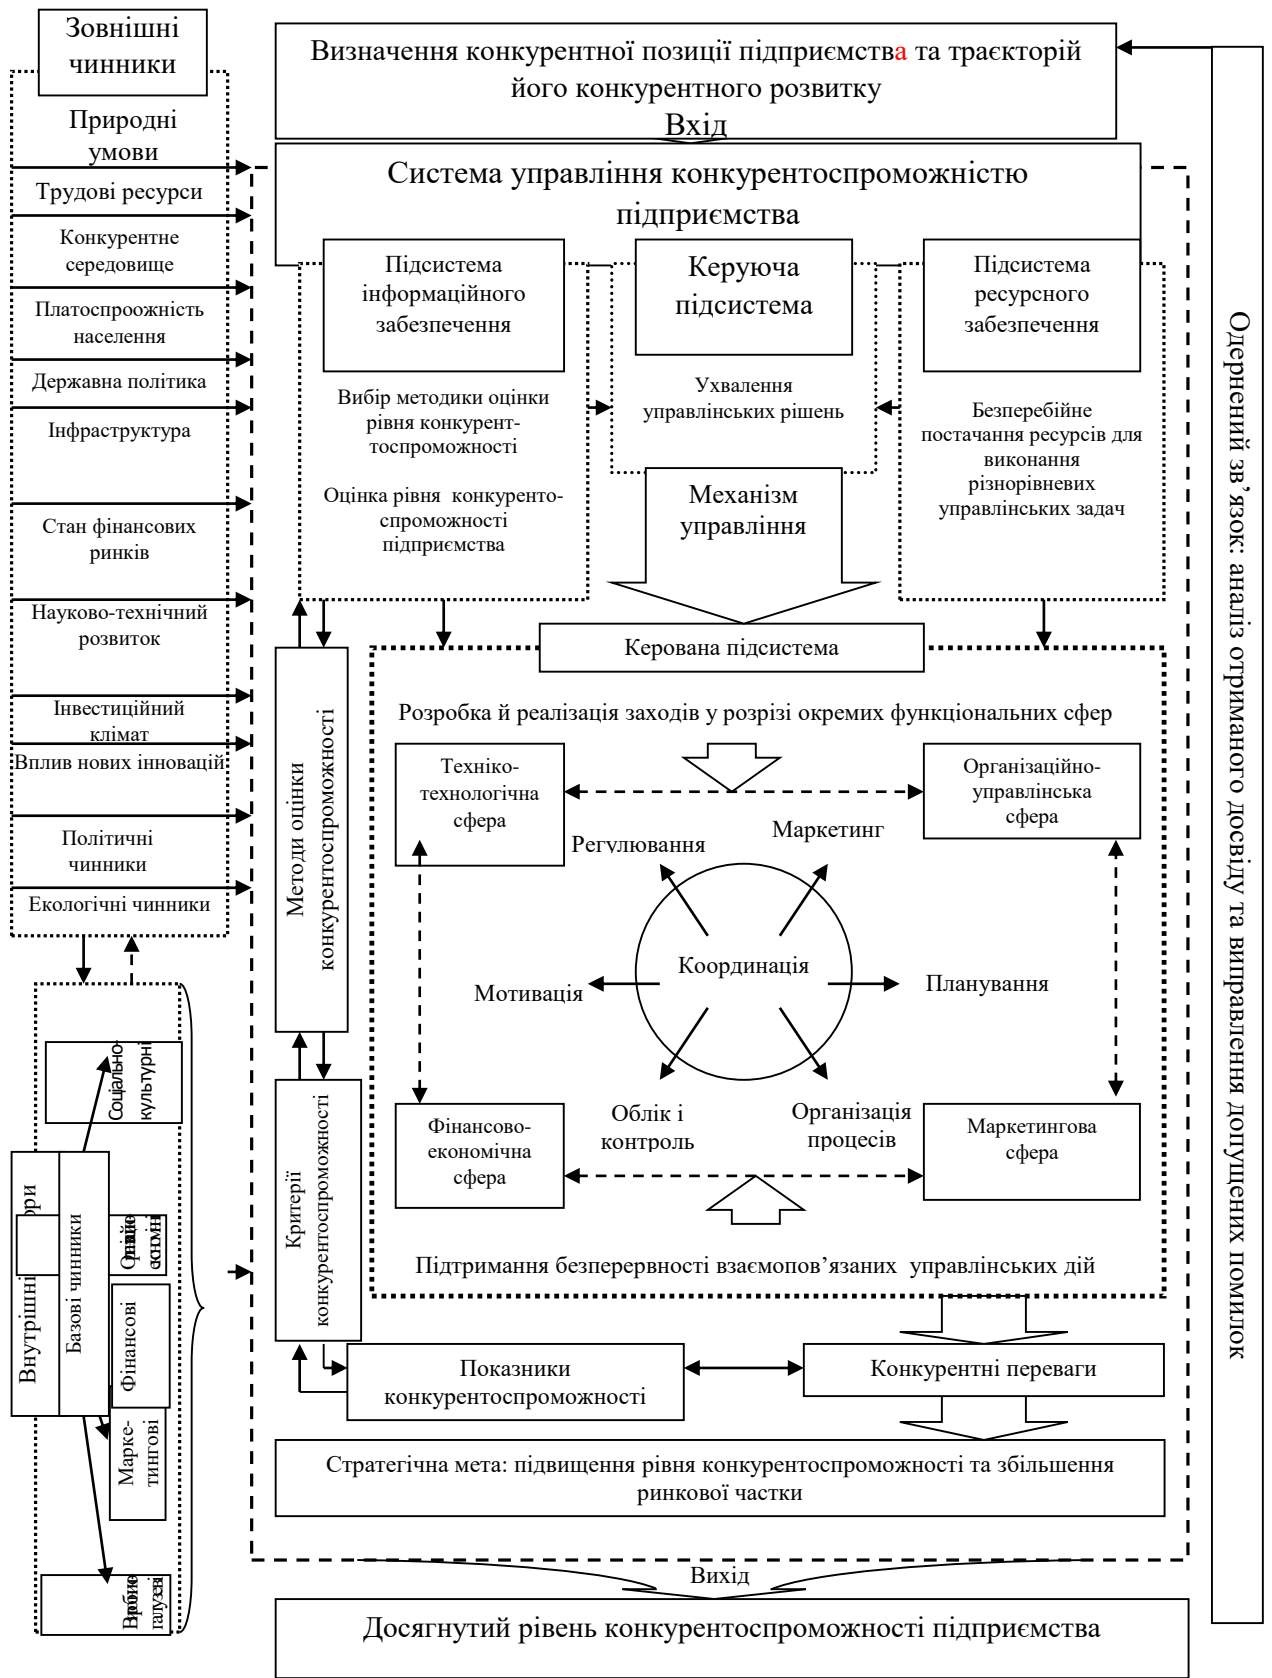 Зовнішні
чинники
Природні
умови
Трудові ресурси
Конкурентне
середовище
Платоспроожність
населення
Державна політика
Інфраструктура
Стан фінансових
ринків
Науково-технічний
розвиток
Інвестиційний
клімат
Вплив нових інновацій
Політичні
чинники
Екологічні чинники
Соціально-
культурні
Внутрішні
Базові чинники
Фінансові
Марке-
тингові
Визначення конкурентної позиції підприємства та траєкторій
його конкурентного розвитку
Вхід
Система управління конкурентоспроможністю
підприємства
Підсистема
інформаційного
забезпечення
Вибір методики оцінки
рівня конкурент-
тоспроможності
Оцінка рівня конкуренто-
спроможності
підприємства
Керуюча
підсистема
Ухвалення
управлінських рішень
Механізм
управління
Підсистема
ресурсного
забезпечення
Безперебійне
постачання ресурсів для
виконання
різнорівневих
управлінських задач
Методи оцінки
конкурентоспроможності
Критерії
конкурентоспроможності
Керована підсистема
Розробка й реалізація заходів у розрізі окремих функціональних сфер
Техніко-
технологічна
сфера
Організаційно-
управлінська
сфера
Регулювання
Маркетинг
Координація
Мотивація
Планування
Облік і
контроль
Організація
процесів
Фінансово-
економічна
сфера
Маркетингова
сфера
Підтримання безперервності взаємопов’язаних управлінських дій
Показники
конкурентоспроможності
Конкурентні переваги
Стратегічна мета: підвищення рівня конкурентоспроможності та збільшення
ринкової частки
Вихід
Досягнутий рівень конкурентоспроможності підприємства
Одернений зв’язок: аналіз отриманого досвіду та виправлення допущених помилок